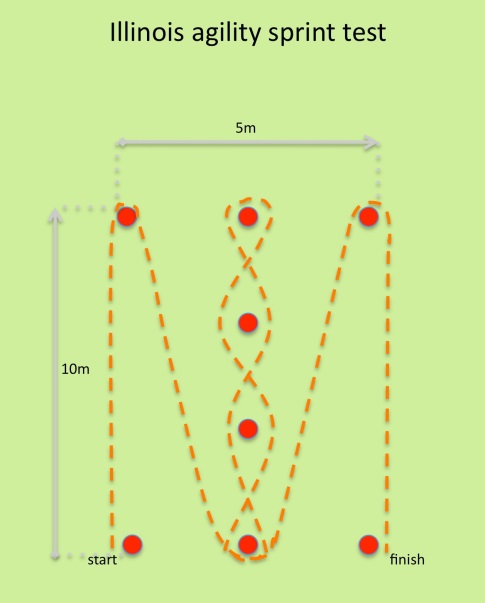 Illinois agility sprint test
5m
10m
start
finish